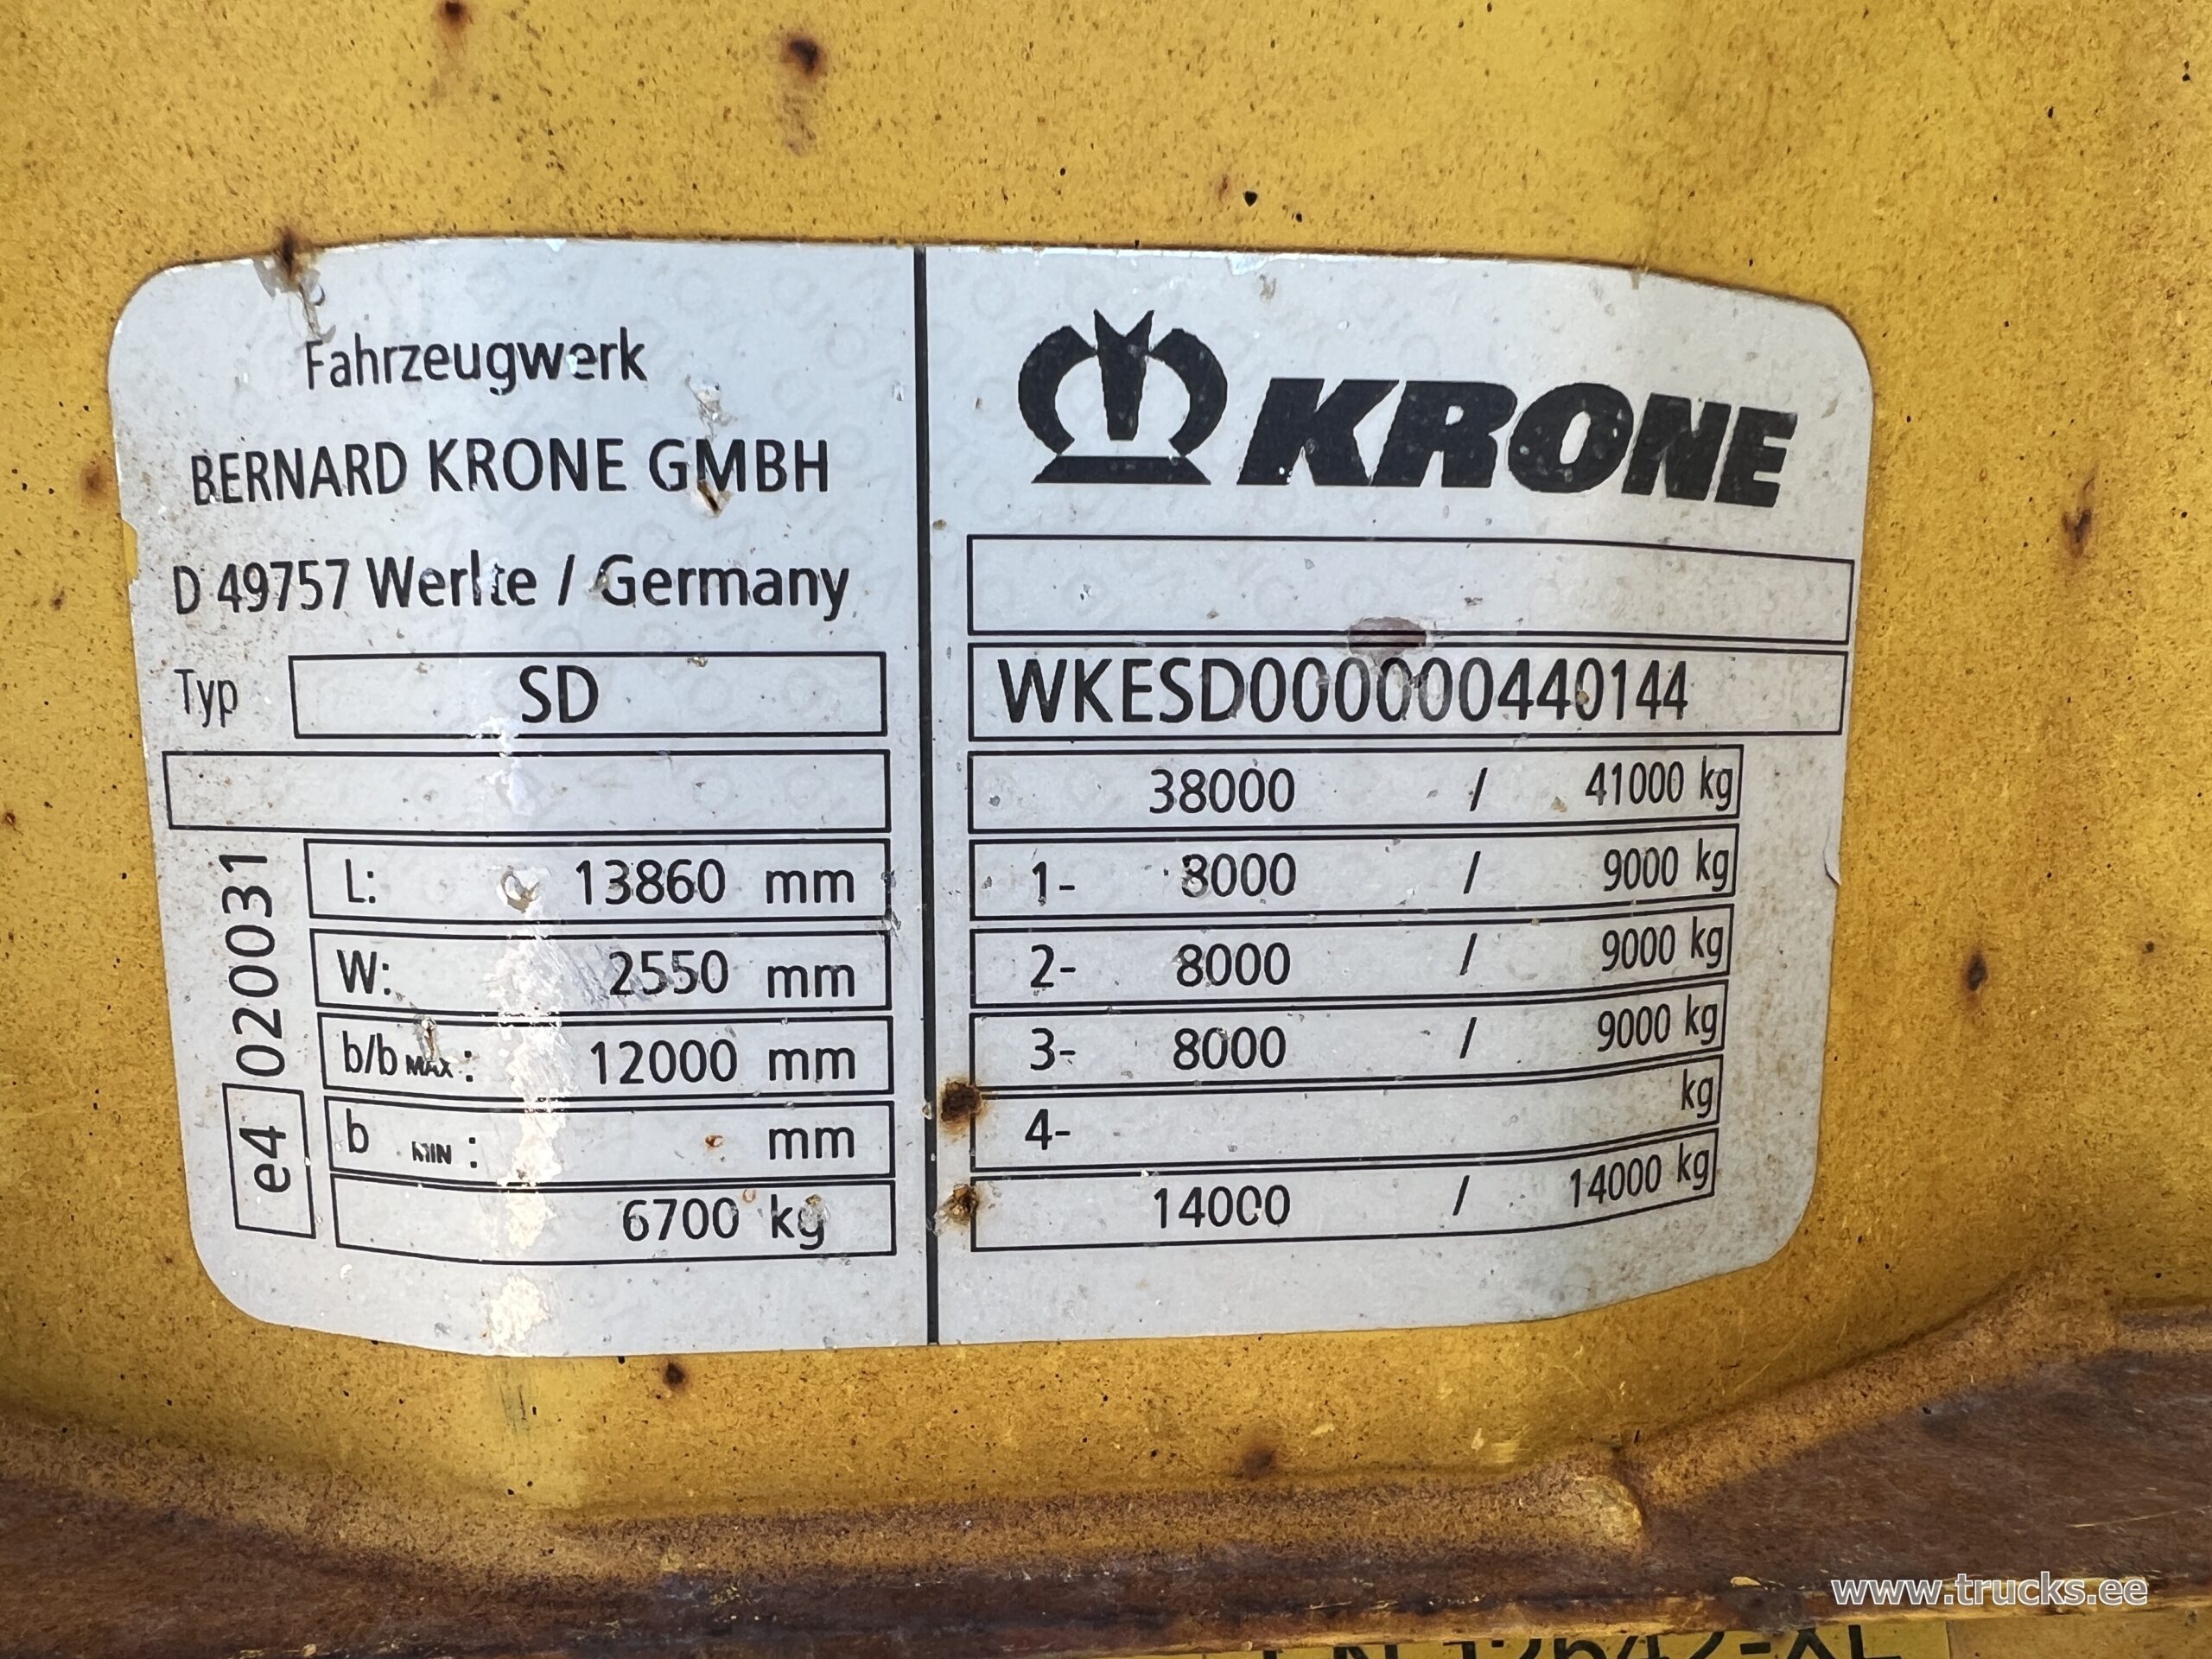 Fahrzeugwerk
BERNARD KRONE GMBH
D 49757 Werlte / Germany
Typ SD
L: 13860 mm
W: 2550 mm
b/b MAX : 12000 mm
b MIN : mm
6700 kg
e4 020031
KRONE
WKESD000000440144
38000 / 41000 kg
1- 8000 / 9000 kg
2- 8000 / 9000 kg
3- 8000 / 9000 kg
4- kg
14000 / 14000 kg
www.trucks.ee
12642-XL